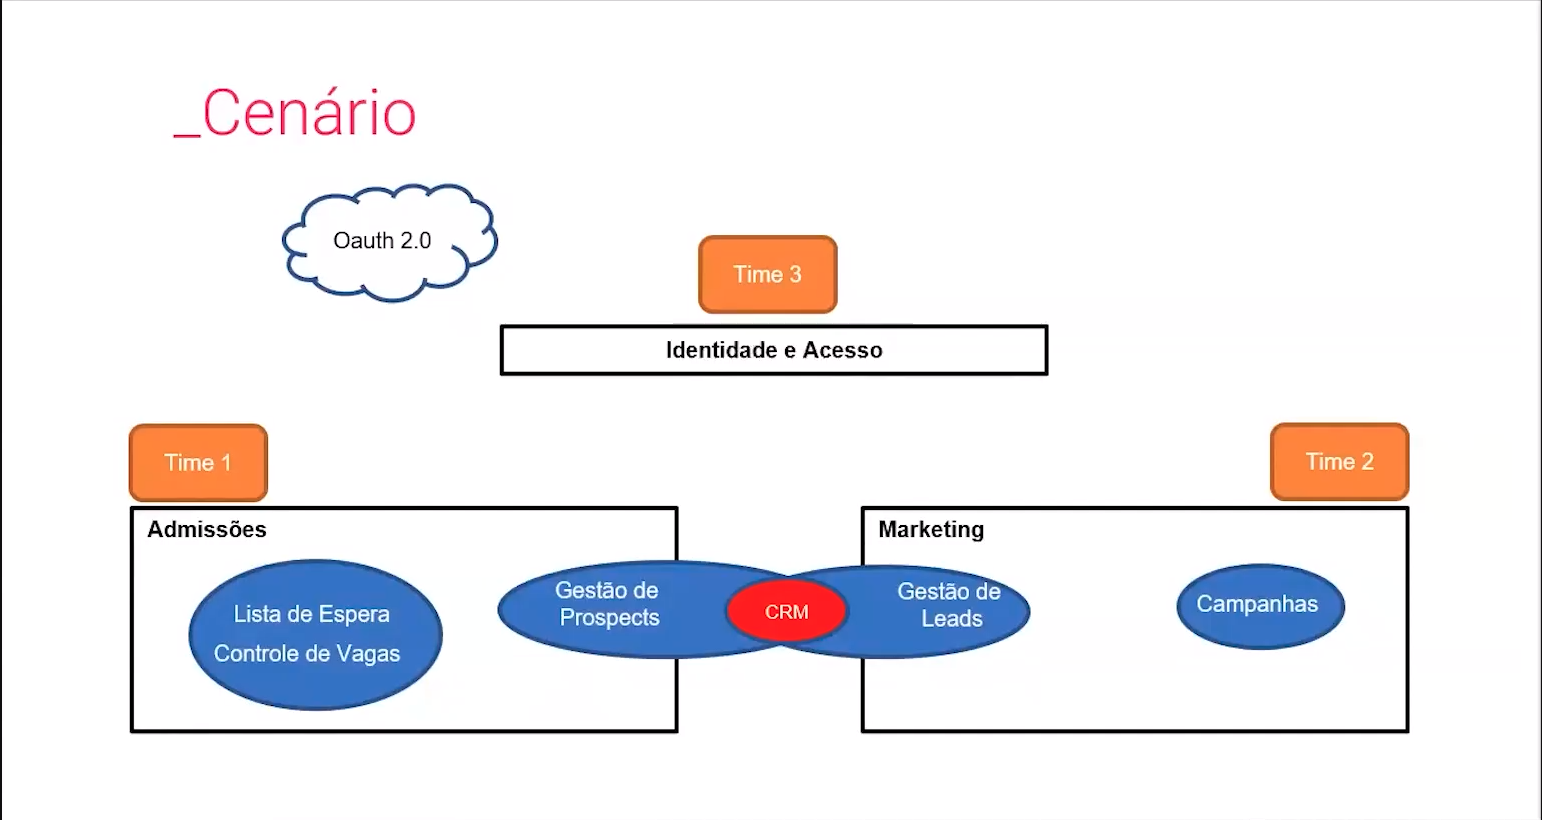 _Cenário
Oauth 2.0
Time 3
Identidade e Acesso
Time 1
Time 2
Admissões
Lista de Espera
Controle de Vagas
Gestão de
Prospects
CRM
Marketing
Gestão de
Leads
Campanhas